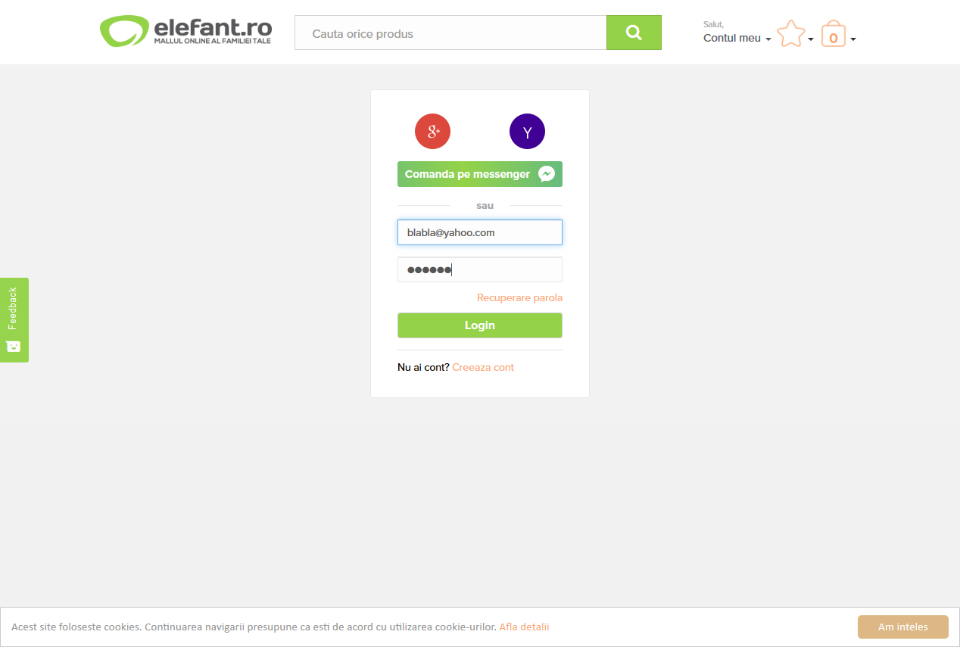 elefant.ro
MALLUL ONLINE AL FAMILIEI TALE
Cauta orice produs
Salut,
Contul meu
0
8+
Y
Comanda pe messenger
sau
blabla@yahoo.com
●●●●●●
Recuperare parola
Login
Nu ai cont? Creeaza cont
Feedback
Acest site foloseste cookies. Continuarea navigarii presupune ca esti de acord cu utilizarea cookie-urilor. Afla detalii
Am inteles